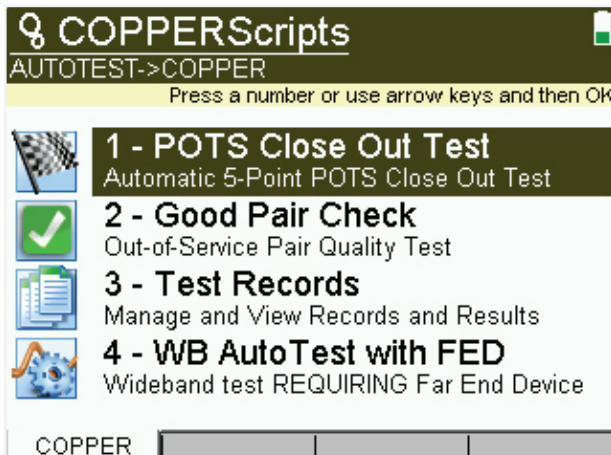 COPPERScripts
AUTOTEST->COPPER
Press a number or use arrow keys and then OK
1 - POTS Close Out Test
Automatic 5-Point POTS Close Out Test
2 - Good Pair Check
Out-of-Service Pair Quality Test
3 - Test Records
Manage and View Records and Results
4 - WB AutoTest with FED
Wideband test REQUIRING Far End Device
COPPER